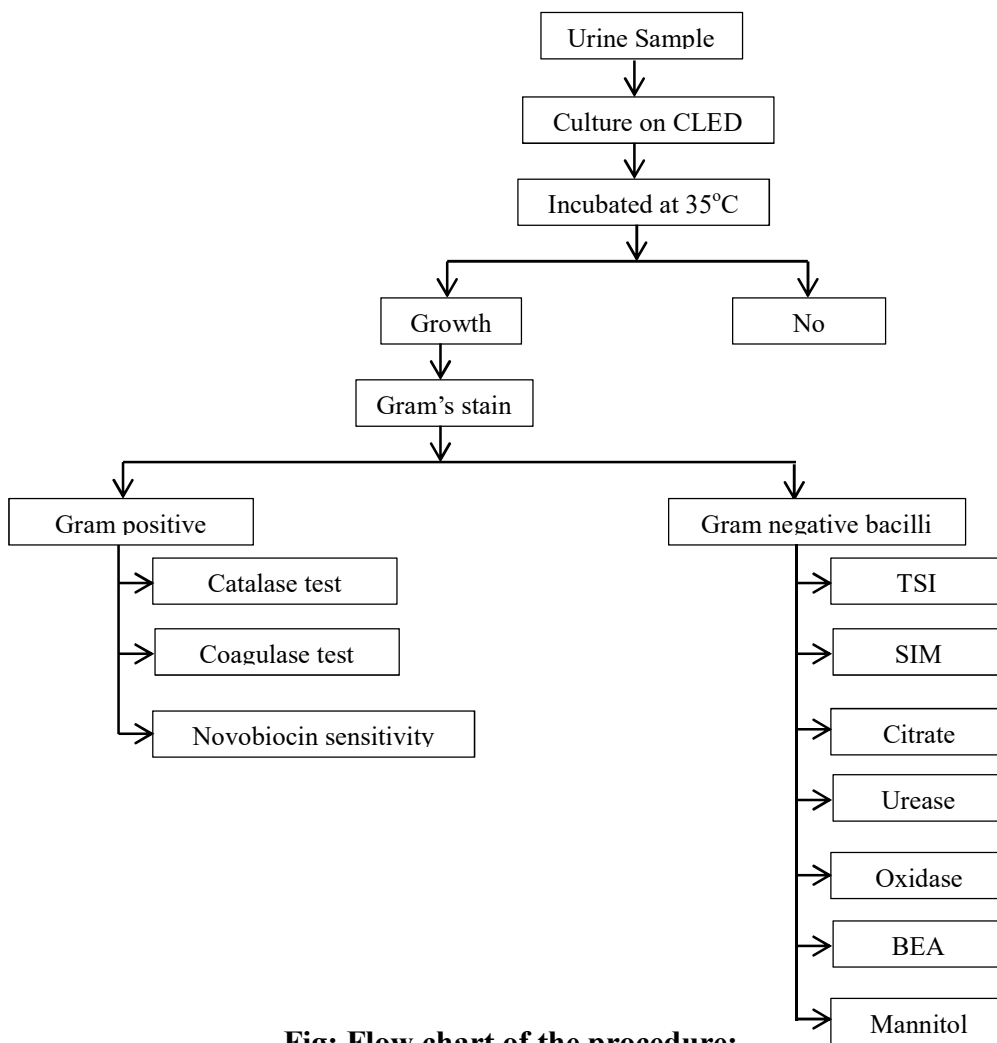 Urine Sample
Culture on CLED
Incubated at 35°C
Growth
No
Gram's stain
Gram positive
Gram negative bacilli
Catalase test
Coagulase test
Novobiocin sensitivity
TSI
SIM
Citrate
Urease
Oxidase
BEA
Mannitol
Fig: Flow chart of the procedure: